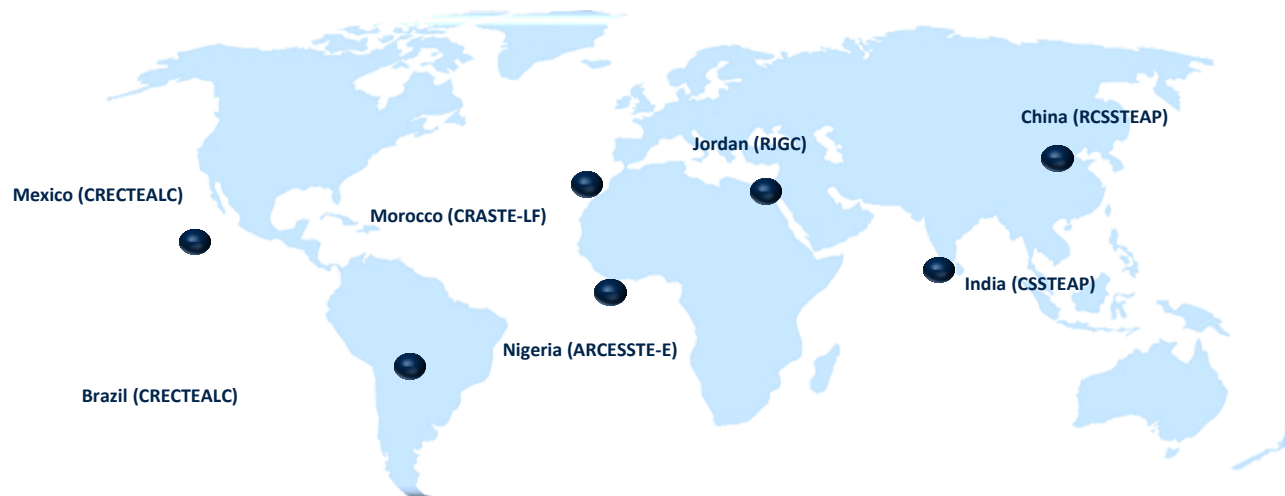 China (RCSSTEAP)
Jordan (RJGC)
Mexico (CRECTEALC)
Morocco (CRASTE-LF)
India (CSSTEAP)
Nigeria (ARCESSTE-E)
Brazil (CRECTEALC)